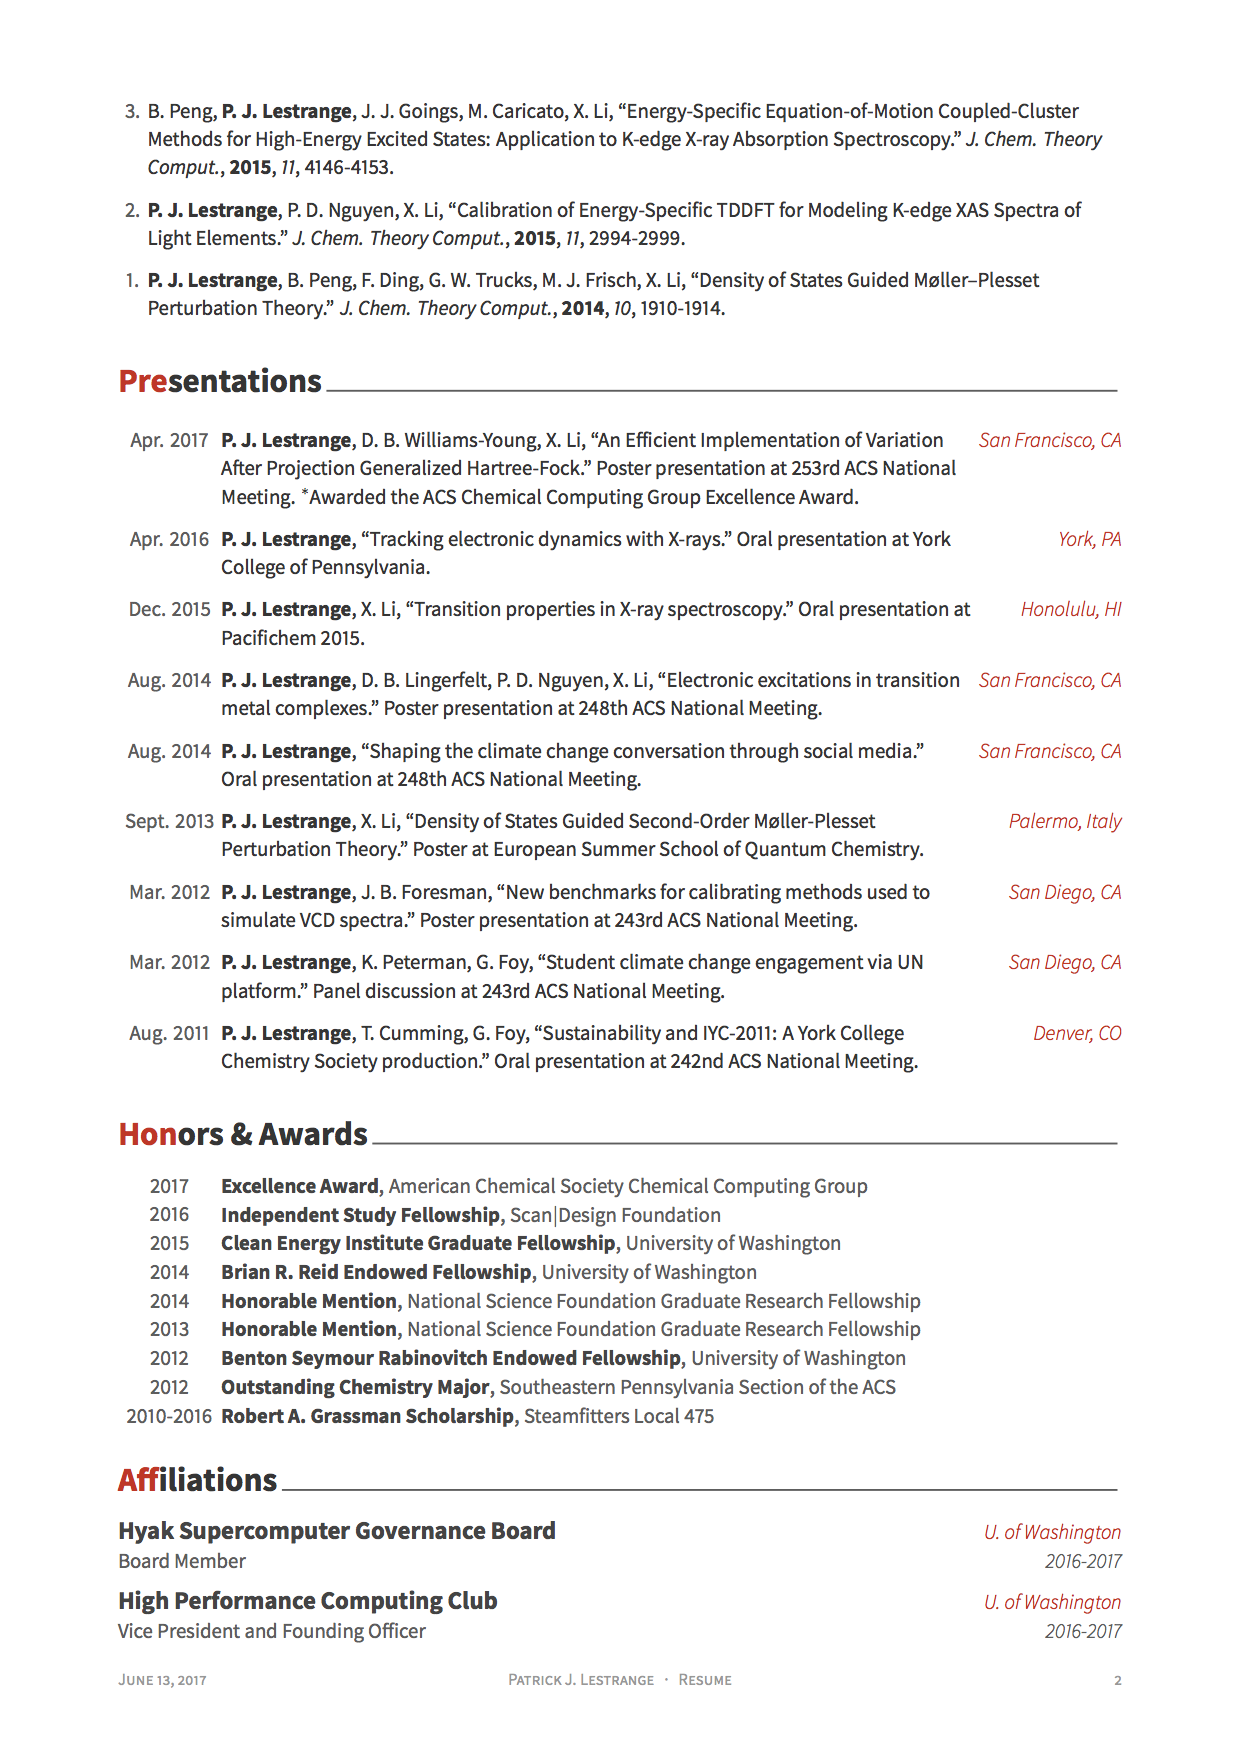 3. B. Peng, P. J. Lestrange, J. J. Goings, M. Caricato, X. Li, “Energy-Specific Equation-of-Motion Coupled-Cluster
Methods for High-Energy Excited States: Application to K-edge X-ray Absorption Spectroscopy.” J. Chem. Theory
Comput., 2015, 11, 4146-4153.
2. P. J. Lestrange, P. D. Nguyen, X. Li, “Calibration of Energy-Specific TDDFT for Modeling K-edge XAS Spectra of
Light Elements.” J. Chem. Theory Comput., 2015, 11, 2994-2999.
1. P. J. Lestrange, B. Peng, F. Ding, G. W. Trucks, M. J. Frisch, X. Li, “Density of States Guided Møller–Plesset
Perturbation Theory.” J. Chem. Theory Comput., 2014, 10, 1910-1914.
Presentations
Apr. 2017 P. J. Lestrange, D. B. Williams-Young, X. Li, “An Efficient Implementation of Variation San Francisco, CA
After Projection Generalized Hartree-Fock.” Poster presentation at 253rd ACS National
Meeting. *Awarded the ACS Chemical Computing Group Excellence Award.
Apr. 2016 P. J. Lestrange, “Tracking electronic dynamics with X-rays.” Oral presentation at York York, PA
College of Pennsylvania.
Dec. 2015 P. J. Lestrange, X. Li, “Transition properties in X-ray spectroscopy.” Oral presentation at Honolulu, HI
Pacifichem 2015.
Aug. 2014 P. J. Lestrange, D. B. Lingerfelt, P. D. Nguyen, X. Li, “Electronic excitations in transition San Francisco, CA
metal complexes.” Poster presentation at 248th ACS National Meeting.
Aug. 2014 P. J. Lestrange, “Shaping the climate change conversation through social media.” San Francisco, CA
Oral presentation at 248th ACS National Meeting.
Sept. 2013 P. J. Lestrange, X. Li, “Density of States Guided Second-Order Møller-Plesset Palermo, Italy
Perturbation Theory.” Poster at European Summer School of Quantum Chemistry.
Mar. 2012 P. J. Lestrange, J. B. Foresman, “New benchmarks for calibrating methods used to San Diego, CA
simulate VCD spectra.” Poster presentation at 243rd ACS National Meeting.
Mar. 2012 P. J. Lestrange, K. Peterman, G. Foy, “Student climate change engagement via UN San Diego, CA
platform.” Panel discussion at 243rd ACS National Meeting.
Aug. 2011 P. J. Lestrange, T. Cumming, G. Foy, “Sustainability and IYC-2011: A York College Denver, CO
Chemistry Society production.” Oral presentation at 242nd ACS National Meeting.
Honors & Awards
2017 Excellence Award, American Chemical Society Chemical Computing Group
2016 Independent Study Fellowship, Scan|Design Foundation
2015 Clean Energy Institute Graduate Fellowship, University of Washington
2014 Brian R. Reid Endowed Fellowship, University of Washington
2014 Honorable Mention, National Science Foundation Graduate Research Fellowship
2013 Honorable Mention, National Science Foundation Graduate Research Fellowship
2012 Benton Seymour Rabinovitch Endowed Fellowship, University of Washington
2012 Outstanding Chemistry Major, Southeastern Pennsylvania Section of the ACS
2010-2016 Robert A. Grassman Scholarship, Steamfitters Local 475
Affiliations
Hyak Supercomputer Governance Board U. of Washington
Board Member 2016-2017
High Performance Computing Club U. of Washington
Vice President and Founding Officer 2016-2017
June 13, 2017 Patrick J. Lestrange · Resume 2